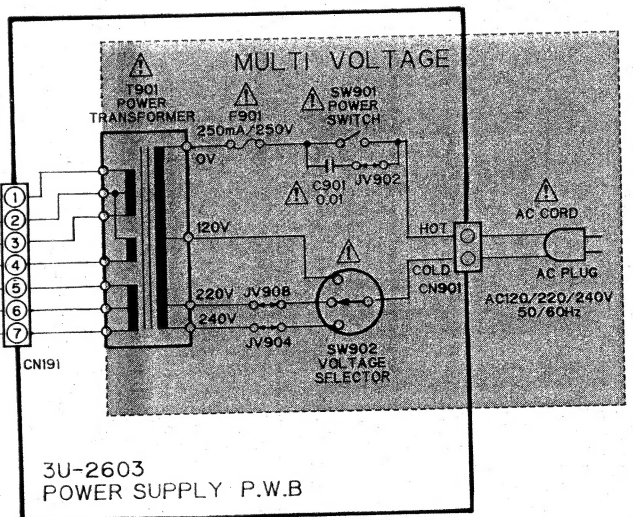 MULTI VOLTAGE
T901
POWER
TRANSFORMER
F901
250mA/250V
SW901
POWER
SWITCH
0V
C901
0.01
JV902
AC CORD
1
2
3
4
5
6
7
120V
HOT
COLD
CN901
AC PLUG
220V
JV908
AC120/220/240V
50/60Hz
240V
JV904
SW902
VOLTAGE
SELECTOR
CN191
3U-2603
POWER SUPPLY P.W.B